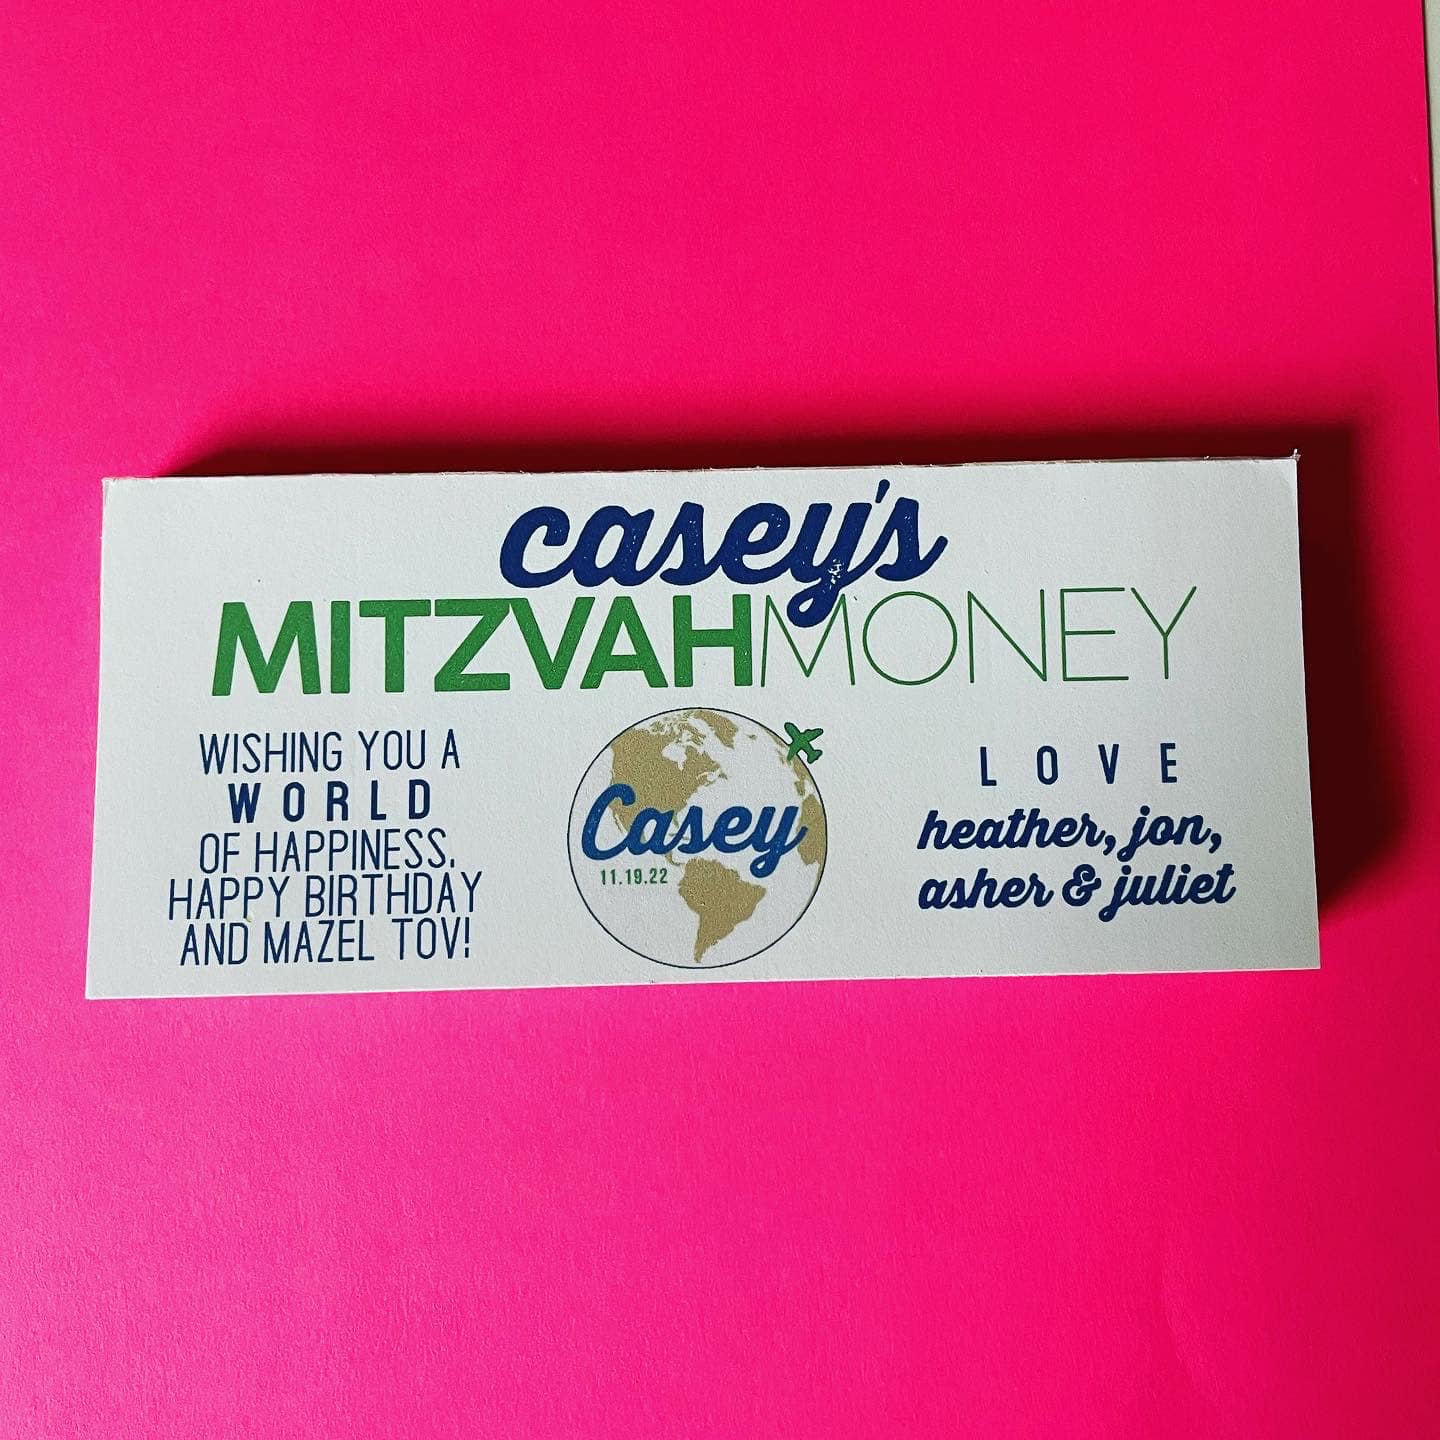 casey's
MITZVAHMONEY
WISHING YOU A
WORLD
OF HAPPINESS.
HAPPY BIRTHDAY
AND MAZEL TOV!
Casey
11.19.22
LOVE
heather, jon,
asher & juliet